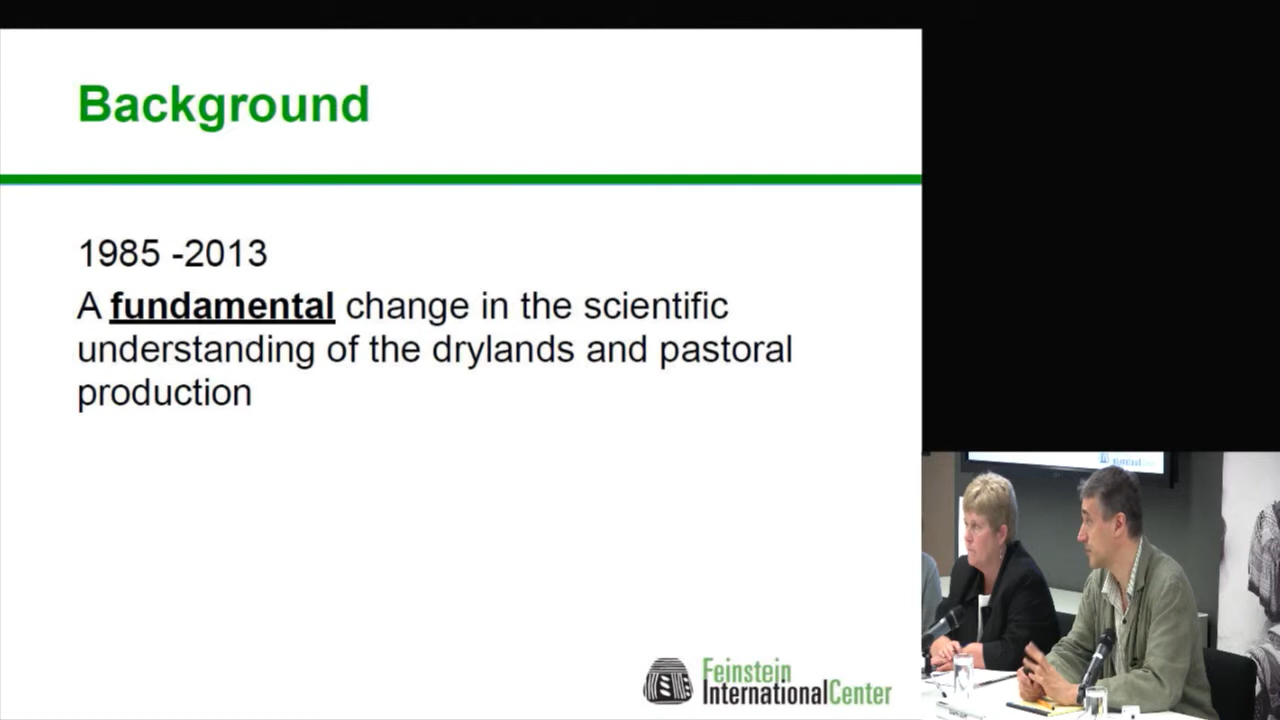 Background
1985 -2013
A fundamental change in the scientific
understanding of the drylands and pastoral
production
Feinstein
InternationalCenter